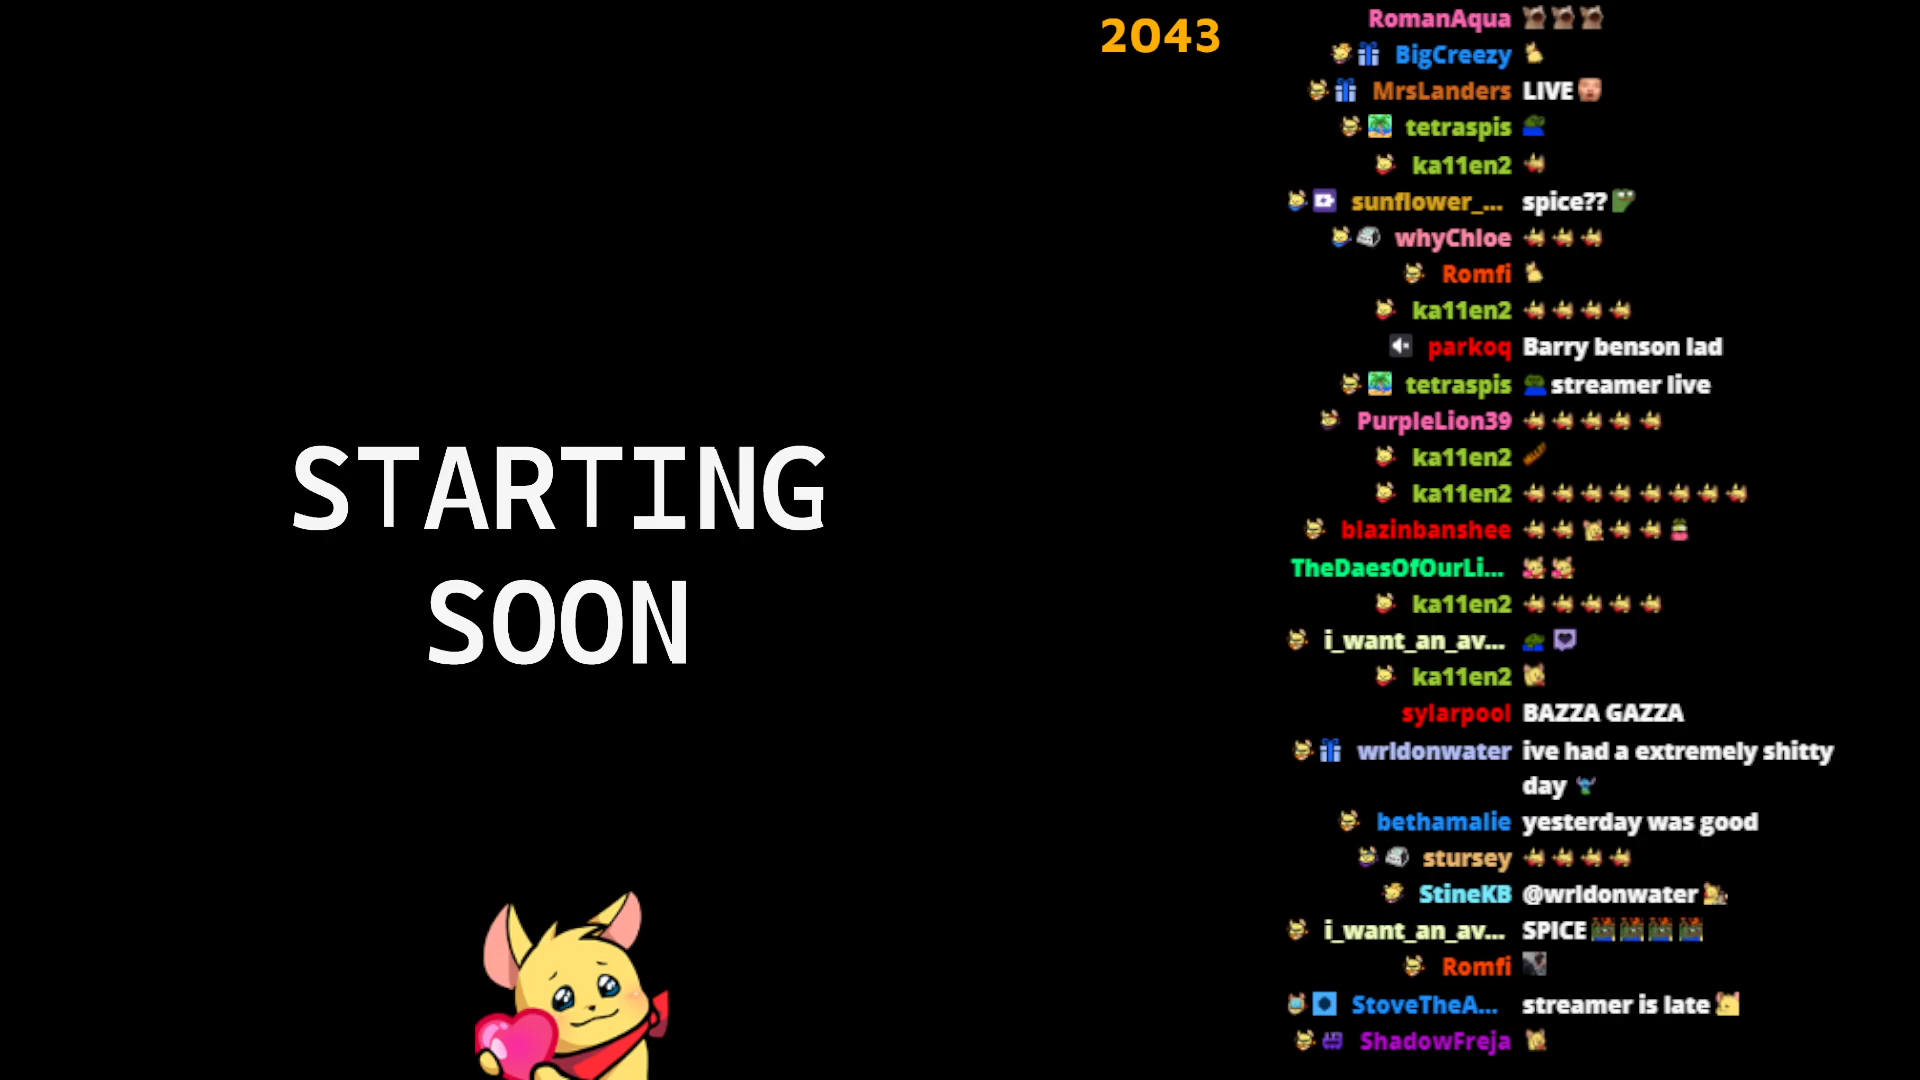 2043
STARTING
SOON
RomanAqua
BigCreezy
MrsLanders LIVE
tetraspis
ka11en2
sunflower_... spice??
whyChloe
Romfi
ka11en2
parkoq Barry benson lad
tetraspis streamer live
PurpleLion39
ka11en2
ka11en2
blazinbanshee
TheDaesOfOurLi...
ka11en2
i_want_an_av...
ka11en2
sylarpool BAZZA GAZZA
wrldonwater ive had a extremely shitty
day
bethamalie yesterday was good
stursey
StineKB @wrldonwater
i_want_an_av... SPICE
Romfi
StoveTheA... streamer is late
ShadowFreja